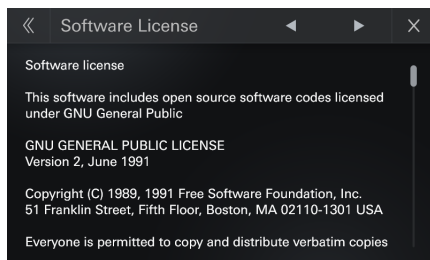 Software License
Software license
This software includes open source software codes licensed
under GNU General Public
GNU GENERAL PUBLIC LICENSE
Version 2, June 1991
Copyright (C) 1989, 1991 Free Software Foundation, Inc.
51 Franklin Street, Fifth Floor, Boston, MA 02110-1301 USA
Everyone is permitted to copy and distribute verbatim copies